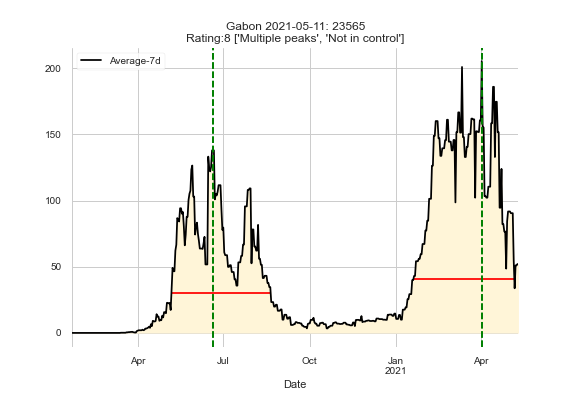 Gabon 2021-05-11: 23565
Rating:8 ['Multiple peaks', 'Not in control']
Average-7d
200
150
100
50
0
Apr
Jul
Oct
Jan
2021
Apr
Date